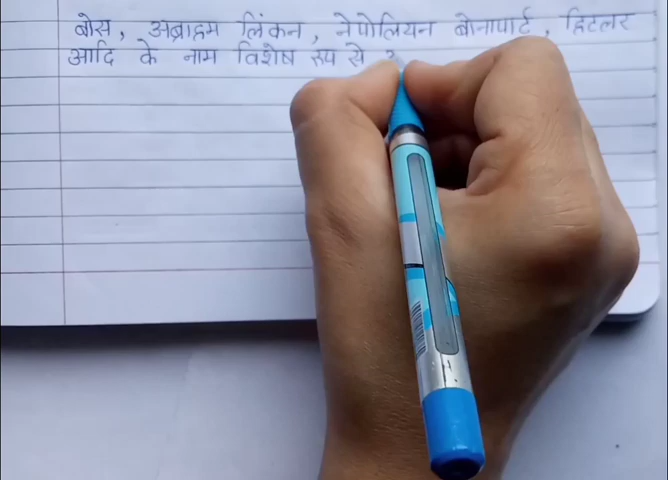 बोस, अब्राहम लिंकन, नेपोलियन बोनापार्ट, हिटलर
आदि के नाम विशेष रूप से